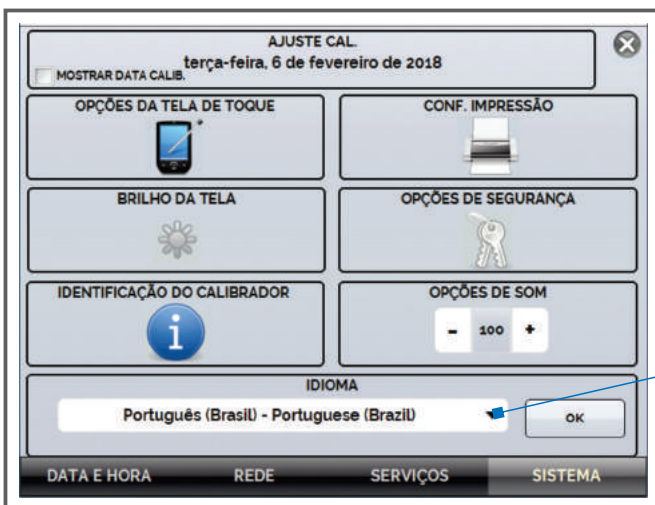 AJUSTE CAL.
terça-feira, 6 de fevereiro de 2018
MOSTRAR DATA CALIB.
OPÇÕES DA TELA DE TOQUE
CONF. IMPRESSÃO
BRILHO DA TELA
OPÇÕES DE SEGURANÇA
IDENTIFICAÇÃO DO CALIBRADOR
OPÇÕES DE SOM
i
- 100 +
IDIOMA
Português (Brasil) - Portuguese (Brazil)
OK
DATA E HORA REDE SERVIÇOS SISTEMA